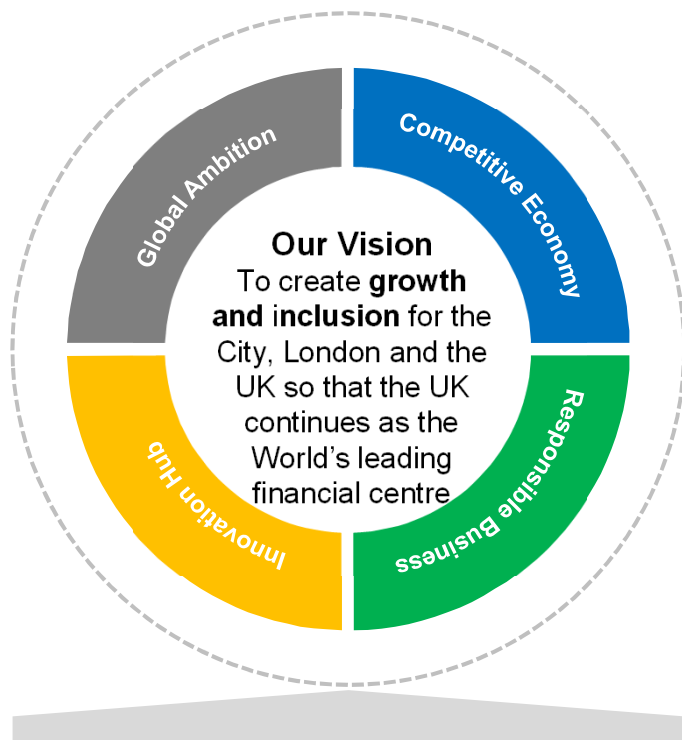 Global Ambition
Competitive Economy
Our Vision
To create growth
and inclusion for the
City, London and the
UK so that the UK
continues as the
World's leading
financial centre
Innovation Hub
Responsible Business